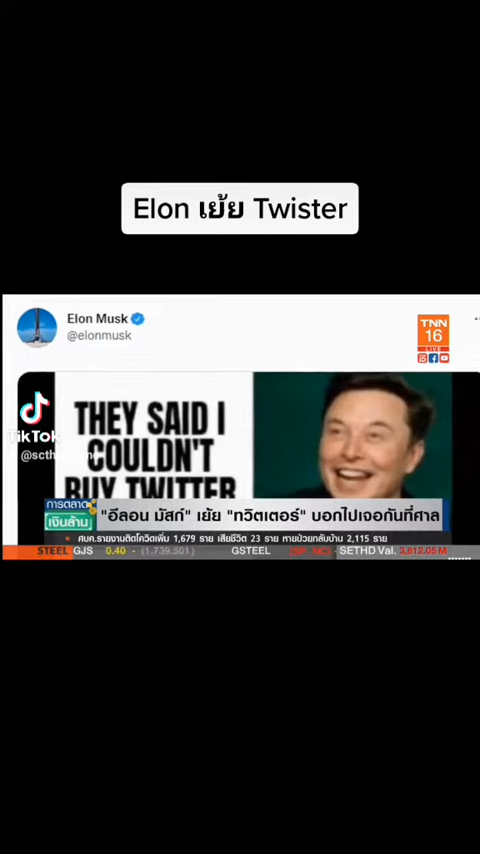 Elon เย้ย Twister
Elon Musk
@elonmusk
TNN
16
LIVE
THEY SAID I
COULDN'T
BUY TWITTER
TikTok
การตลาด
เงินล้าน
"อีลอน มัสก์" เย้ย "ทวิตเตอร์" บอกไปเจอกันที่ศาล
ศบค.รายงานติดโควิดเพิ่ม 1,679 ราย เสียชีวิต 23 ราย หายป่วยกลับบ้าน 2,115 ราย
STEEL GJS 0.40 - (1,739,501) GSTEEL - SETHD Val. 3,812.05 M